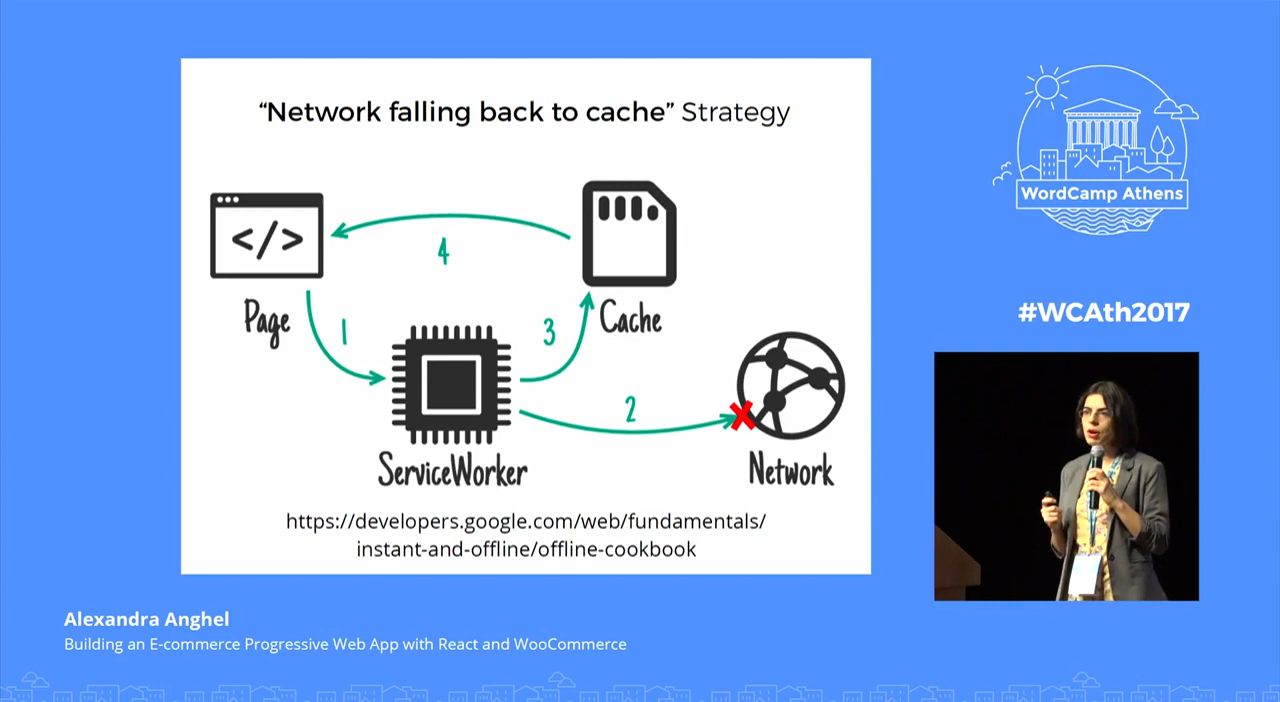 “Network falling back to cache” Strategy
</>
4
Page
1
3
Cache
2
ServiceWorker
Network
https://developers.google.com/web/fundamentals/
instant-and-offline/offline-cookbook
WordCamp Athens
#WCAth2017
Alexandra Anghel
Building an E-commerce Progressive Web App with React and WooCommerce